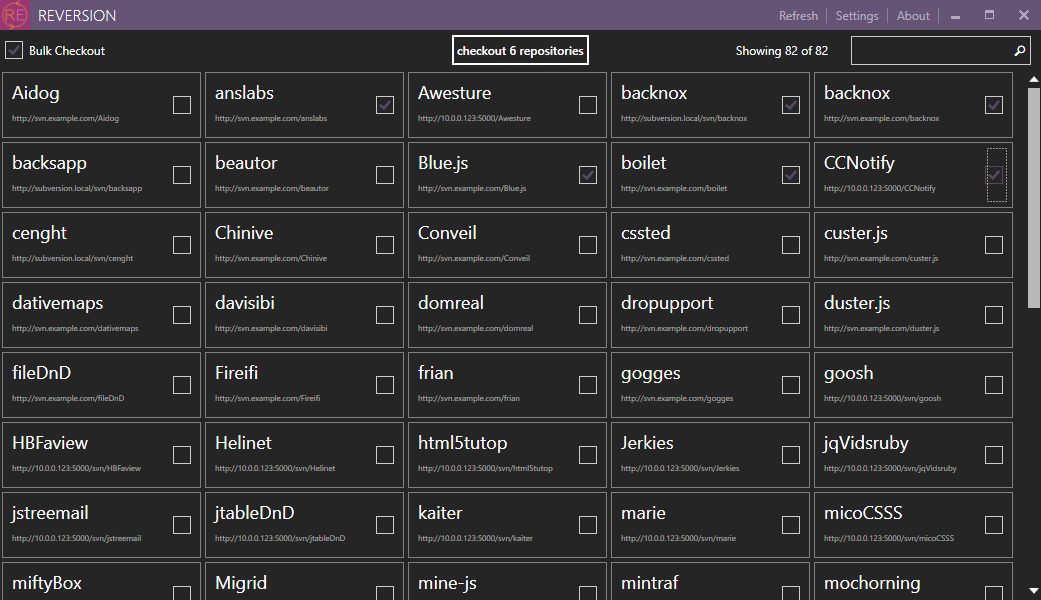 RE REVERSION Refresh Settings About
Bulk Checkout checkout 6 repositories Showing 82 of 82
Aidog anslabs Awesture backnox backnox
http://svn.example.com/Aidog http://svn.example.com/anslabs http://10.0.0.123:5000/Awesture http://subversion.local/svn/backnox http://svn.example.com/backnox
backsapp beautor Blue.js boilet CCNotify
http://subversion.local/svn/backsapp http://svn.example.com/beautor http://svn.example.com/Blue.js http://svn.example.com/boilet http://10.0.0.123:5000/CCNotify
cenght Chinive Conveil cssted custer.js
http://subversion.local/svn/cenght http://svn.example.com/Chinive http://svn.example.com/Conveil http://svn.example.com/cssted http://svn.example.com/custer.js
dativemaps davisibi domreal dropupport duster.js
http://svn.example.com/dativemaps http://svn.example.com/davisibi http://svn.example.com/domreal http://svn.example.com/dropupport http://svn.example.com/duster.js
fileDnD Fireifi frian gogges goosh
http://svn.example.com/fileDnD http://svn.example.com/Fireifi http://svn.example.com/frian http://svn.example.com/gogges http://10.0.0.123:5000/svn/goosh
HBFaview Helinet html5tutop Jerkies jqVidsruby
http://10.0.0.123:5000/svn/HBFaview http://10.0.0.123:5000/svn/Helinet http://10.0.0.123:5000/svn/html5tutop http://10.0.0.123:5000/svn/Jerkies http://10.0.0.123:5000/svn/jqVidsruby
jstreemail jtableDnD kaiter marie micoCSSS
http://10.0.0.123:5000/svn/jstreemail http://10.0.0.123:5000/svn/jtableDnD http://10.0.0.123:5000/svn/kaiter http://10.0.0.123:5000/svn/marie http://10.0.0.123:5000/svn/micoCSSS
miftyBox Migrid mine-js mintraf mochorning